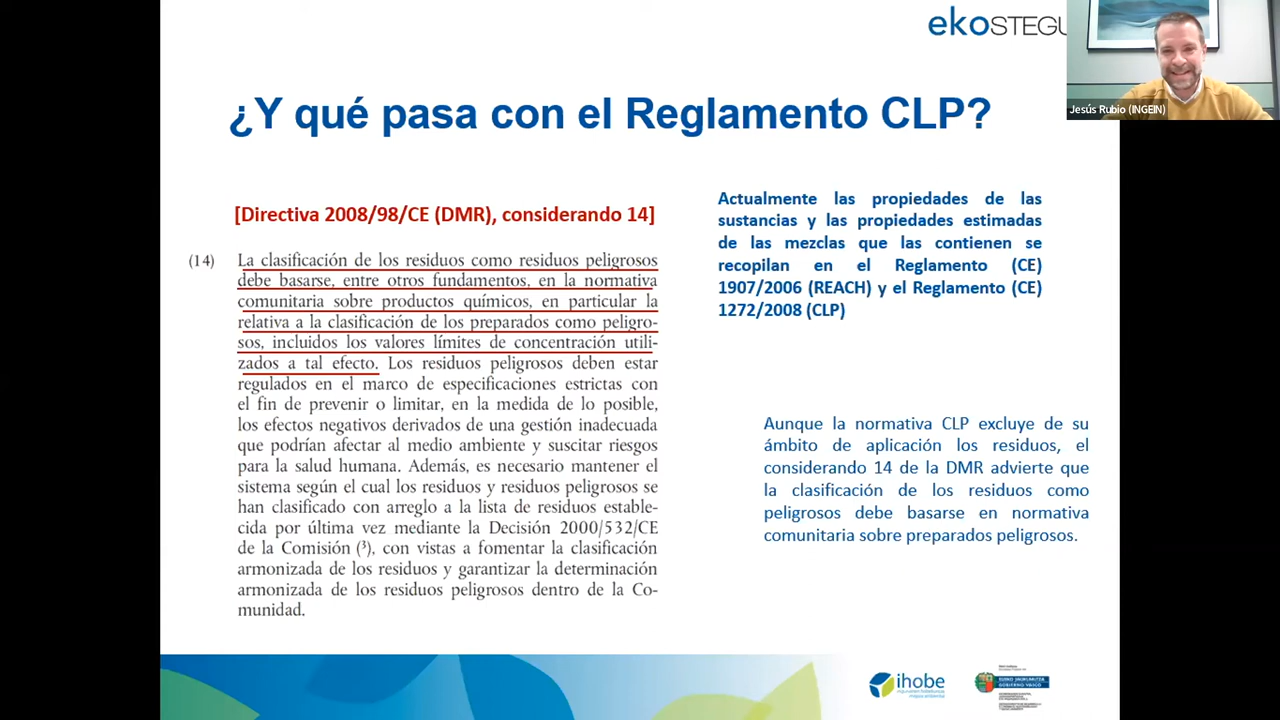 ekoSTEGU
Jesús Rubio (INGEIN)
¿Y qué pasa con el Reglamento CLP?
[Directiva 2008/98/CE (DMR), considerando 14]
(14) La clasificación de los residuos como residuos peligrosos
debe basarse, entre otros fundamentos, en la normativa
comunitaria sobre productos químicos, en particular la
relativa a la clasificación de los preparados como peligro-
sos, incluidos los valores límites de concentración utili-
zados a tal efecto. Los residuos peligrosos deben estar
regulados en el marco de especificaciones estrictas con
el fin de prevenir o limitar, en la medida de lo posible,
los efectos negativos derivados de una gestión inadecuada
que podrían afectar al medio ambiente y suscitar riesgos
para la salud humana. Además, es necesario mantener el
sistema según el cual los residuos y residuos peligrosos se
han clasificado con arreglo a la lista de residuos estable-
cida por última vez mediante la Decisión 2000/532/CE
de la Comisión (³), con vistas a fomentar la clasificación
armonizada de los residuos y garantizar la determinación
armonizada de los residuos peligrosos dentro de la Co-
munidad.
Actualmente las propiedades de las
sustancias y las propiedades estimadas
de las mezclas que las contienen se
recopilan en el Reglamento (CE)
1907/2006 (REACH) y el Reglamento (CE)
1272/2008 (CLP)
Aunque la normativa CLP excluye de su
ámbito de aplicación los residuos, el
considerando 14 de la DMR advierte que
la clasificación de los residuos como
peligrosos debe basarse en normativa
comunitaria sobre preparados peligrosos.
ihobe
EUSKO JAURLARITZA
GOBIERNO VASCO